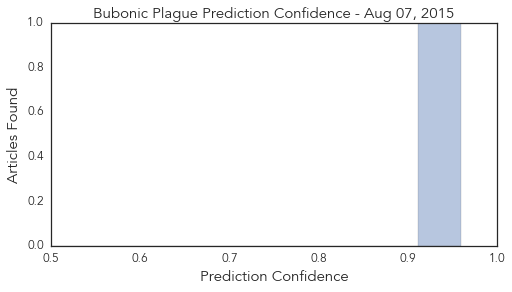 Bubonic Plague Prediction Confidence - Aug 07, 2015
1.0
0.8
0.6
0.4
0.2
0.0
Articles Found
0.5 0.6 0.7 0.8 0.9 1.0
Prediction Confidence